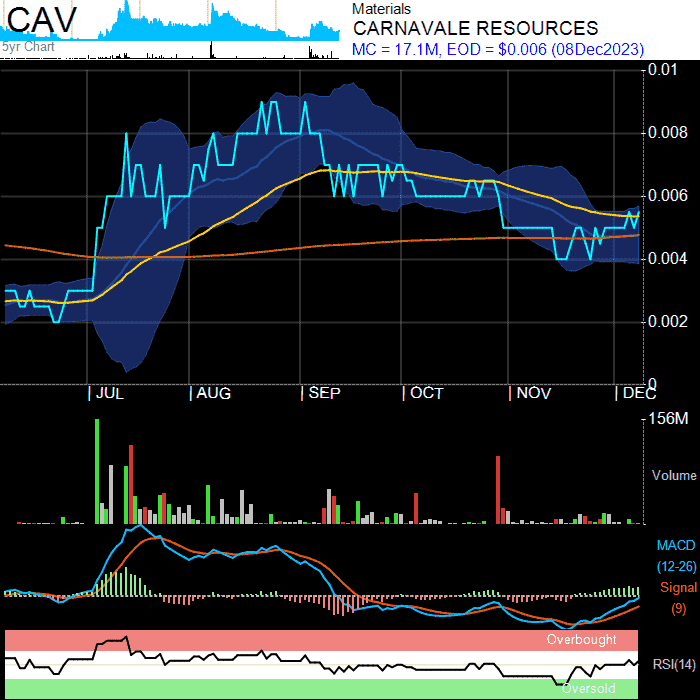 CAV
5yr Chart
Materials
CARNAVALE RESOURCES
MC = 17.1M, EOD = $0.006 (08Dec2023)
0.01
0.008
0.006
0.004
0.002
0
JUL AUG SEP OCT NOV DEC
156M
Volume
MACD
(12-26)
Signal
(9)
Overbought
RSI(14)
Oversold